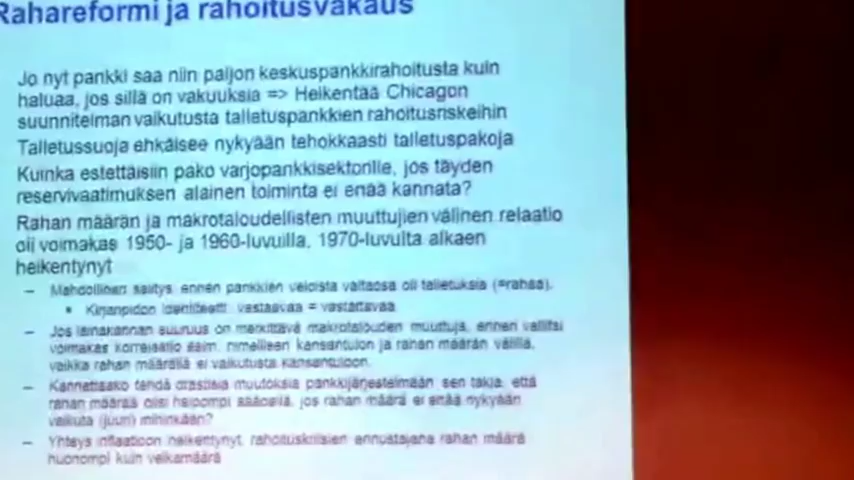 Rahareformi ja rahoitusvakaus
Jo nyt pankki saa niin paljon keskuspankkirahoitusta kuin
haluaa, jos sillä on vakuuksia => Heikentää Chicagon
suunnitelman vaikutusta talletuspankkien rahoitusriskeihin
Talletussuoja ehkäisee nykyään tehokkaasti talletuspakoja
Kuinka estettäisiin pako varjopankkisektorille, jos täyden
reservivaatimuksen alainen toiminta ei enää kannata?
Rahan määrän ja makrotaloudellisten muuttujien välinen relaatio
oli voimakas 1950- ja 1960-luvuilla, 1970-luvulta alkaen
heikentynyt
– Mahdollinen selitys: ennen pankkien veloista valtaosa oli talletuksia (=rahaa).
• Kirjanpidon identiteetti: vastaavaa = vastattavaa
– Jos lainakannan suuruus on merkittävä makrotalouden muuttuja, ennen vallitsi
voimakas korrelaatio esim. nimellisen kansantulon ja rahan määrän välillä,
vaikka rahan määrällä ei vaikutusta kansantuloon.
– Kannattaako tehdä drastisia muutoksia pankkijärjestelmään sen takia, että
rahan määrää olisi helpompi säädellä, jos rahan määrä ei enää nykyään
vaikuta (juuri) mihinkään?
– Yhteys inflaatioon heikentynyt, rahoituskriisien ennustajana rahan määrä
huonompi kuin velkamäärä